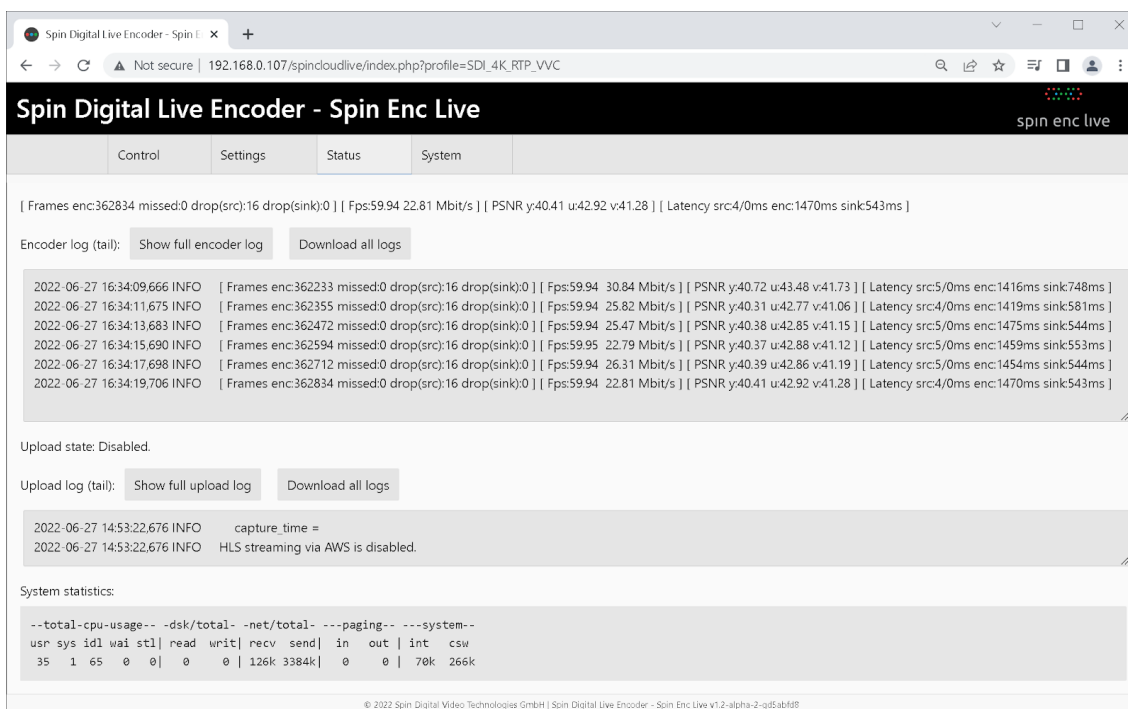 Spin Digital Live Encoder - Spin E
Not secure | 192.168.0.107/spincloudlive/index.php?profile=SDI_4K_RTP_VVC
Spin Digital Live Encoder - Spin Enc Live
spin enc live
Control Settings Status System
[ Frames enc:362834 missed:0 drop(src):16 drop(sink):0 ] [ Fps:59.94 22.81 Mbit/s ] [ PSNR y:40.41 u:42.92 v:41.28 ] [ Latency src:4/0ms enc:1470ms sink:543ms ]
Encoder log (tail): Show full encoder log Download all logs
2022-06-27 16:34:09,666 INFO [ Frames enc:362233 missed:0 drop(src):16 drop(sink):0 ] [ Fps:59.94 30.84 Mbit/s ] [ PSNR y:40.72 u:43.48 v:41.73 ] [ Latency src:5/0ms enc:1416ms sink:748ms ]
2022-06-27 16:34:11,675 INFO [ Frames enc:362355 missed:0 drop(src):16 drop(sink):0 ] [ Fps:59.94 25.82 Mbit/s ] [ PSNR y:40.31 u:42.77 v:41.06 ] [ Latency src:5/0ms enc:1419ms sink:581ms ]
2022-06-27 16:34:13,683 INFO [ Frames enc:362472 missed:0 drop(src):16 drop(sink):0 ] [ Fps:59.94 25.47 Mbit/s ] [ PSNR y:40.38 u:42.85 v:41.15 ] [ Latency src:5/0ms enc:1475ms sink:544ms ]
2022-06-27 16:34:15,690 INFO [ Frames enc:362594 missed:0 drop(src):16 drop(sink):0 ] [ Fps:59.95 22.79 Mbit/s ] [ PSNR y:40.37 u:42.88 v:41.12 ] [ Latency src:5/0ms enc:1459ms sink:553ms ]
2022-06-27 16:34:17,698 INFO [ Frames enc:362712 missed:0 drop(src):16 drop(sink):0 ] [ Fps:59.94 26.31 Mbit/s ] [ PSNR y:40.39 u:42.86 v:41.19 ] [ Latency src:5/0ms enc:1454ms sink:544ms ]
2022-06-27 16:34:19,706 INFO [ Frames enc:362834 missed:0 drop(src):16 drop(sink):0 ] [ Fps:59.94 22.81 Mbit/s ] [ PSNR y:40.41 u:42.92 v:41.28 ] [ Latency src:4/0ms enc:1470ms sink:543ms ]
Upload state: Disabled.
Upload log (tail): Show full upload log Download all logs
2022-06-27 14:53:22,676 INFO capture_time =
2022-06-27 14:53:22,676 INFO HLS streaming via AWS is disabled.
System statistics:
--total-cpu-usage-- -dsk/total- -net/total- ---paging-- ---system--
usr sys idl wai stl| read writ| recv send| in out | int csw
35 1 65 0 0| 0 0 | 126k 3384k| 0 0 | 70k 266k
© 2022 Spin Digital Video Technologies GmbH | Spin Digital Live Encoder - Spin Enc Live v1.2-alpha-2-gd5abfd8